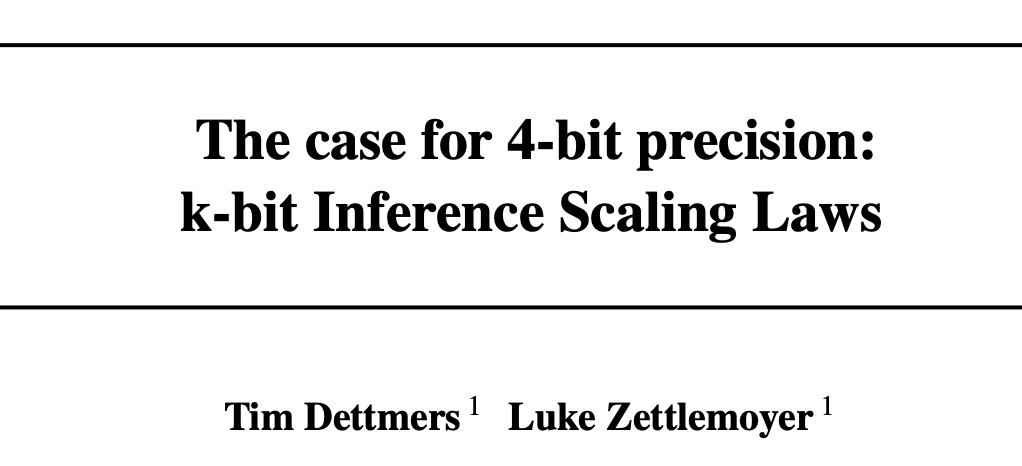 The case for 4-bit precision:
k-bit Inference Scaling Laws
Tim Dettmers 1 Luke Zettlemoyer 1